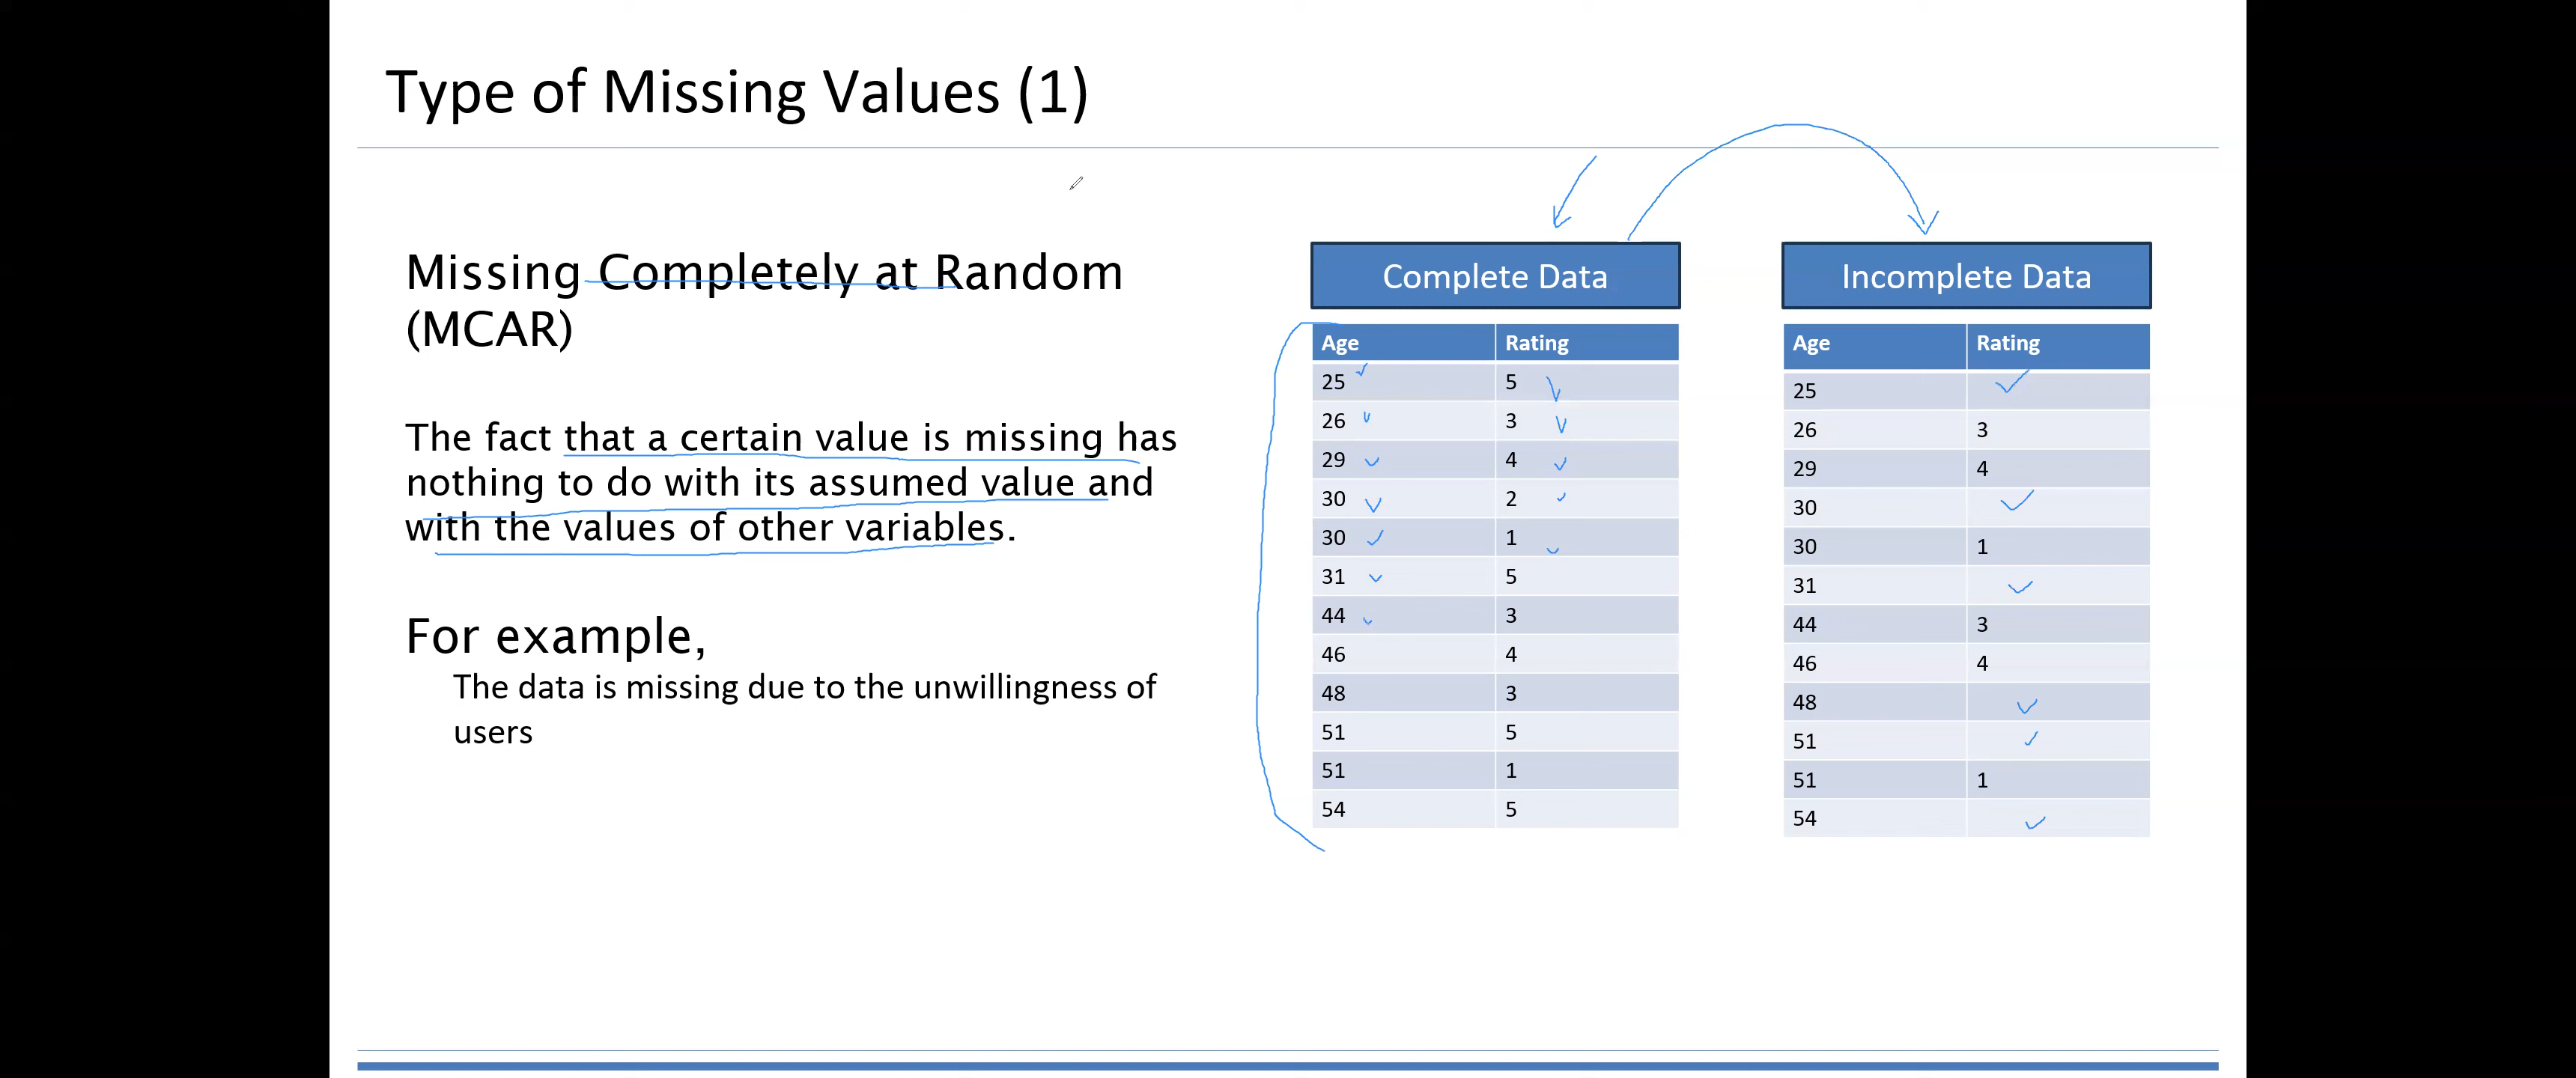 Type of Missing Values (1)
Missing Completely at Random
(MCAR)
The fact that a certain value is missing has
nothing to do with its assumed value and
with the values of other variables.
For example,
The data is missing due to the unwillingness of
users
Complete Data
Age Rating
25 5
26 3
29 4
30 2
30 1
31 5
44 3
46 4
48 3
51 5
51 1
54 5
Incomplete Data
Age Rating
25
26 3
29 4
30
30 1
31
44 3
46 4
48
51
51 1
54